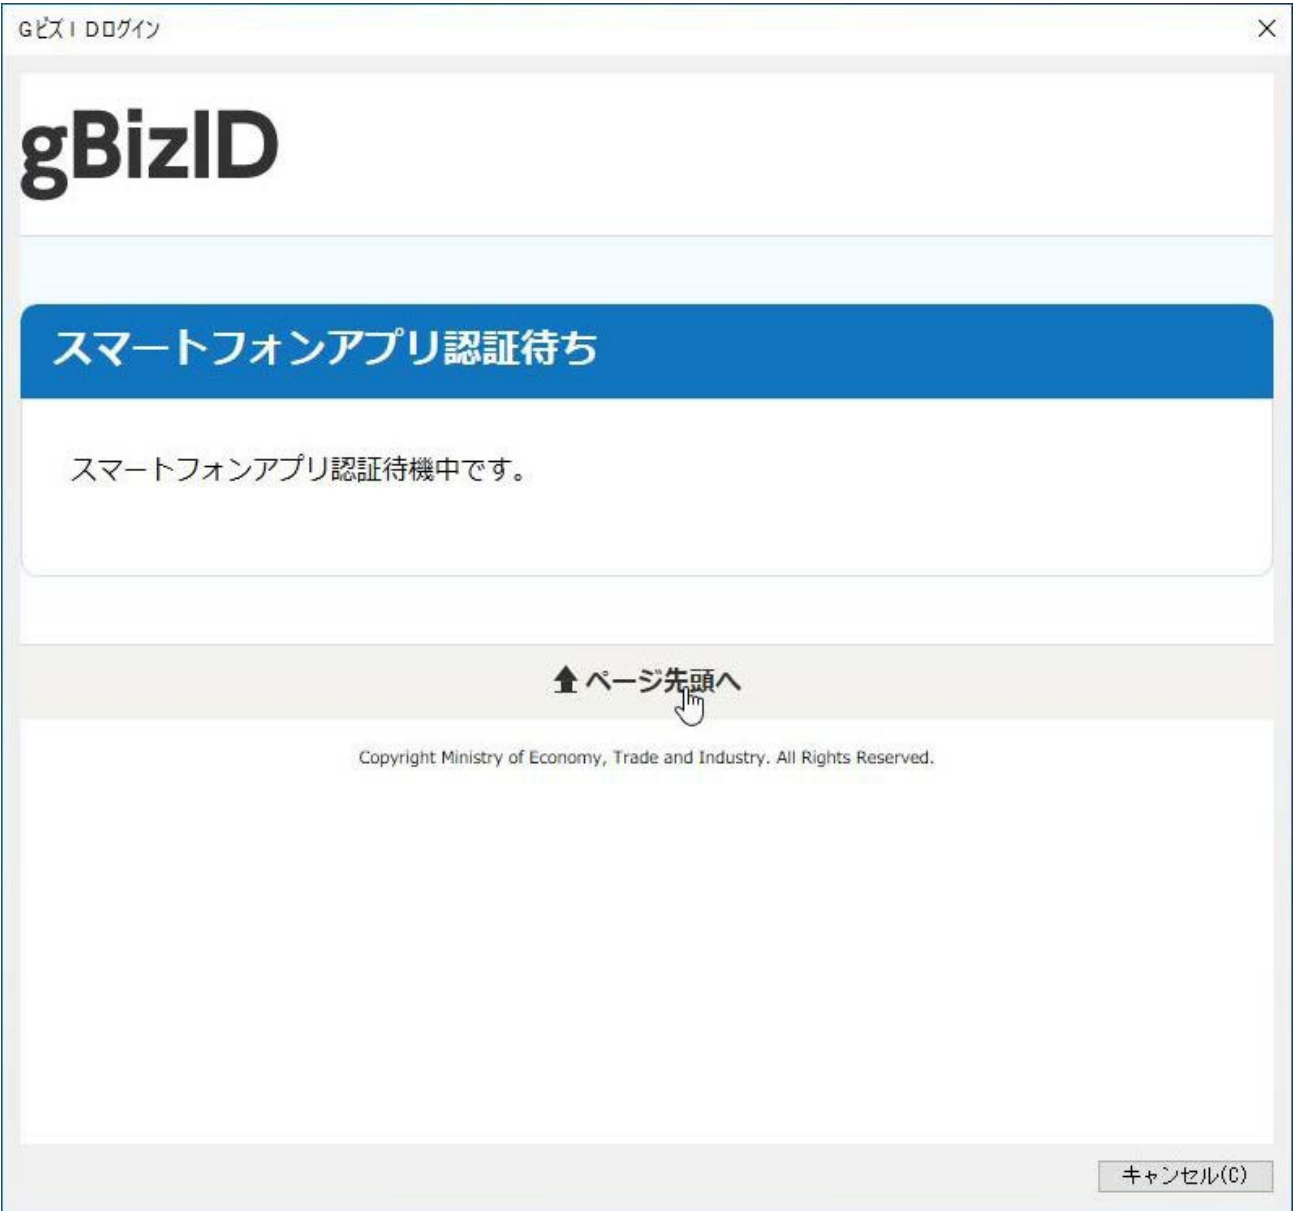 GビズIDログイン
gBizID
スマートフォンアプリ認証待ち
スマートフォンアプリ認証待機中です。
ページ先頭へ
Copyright Ministry of Economy, Trade and Industry. All Rights Reserved.
キャンセル(C)